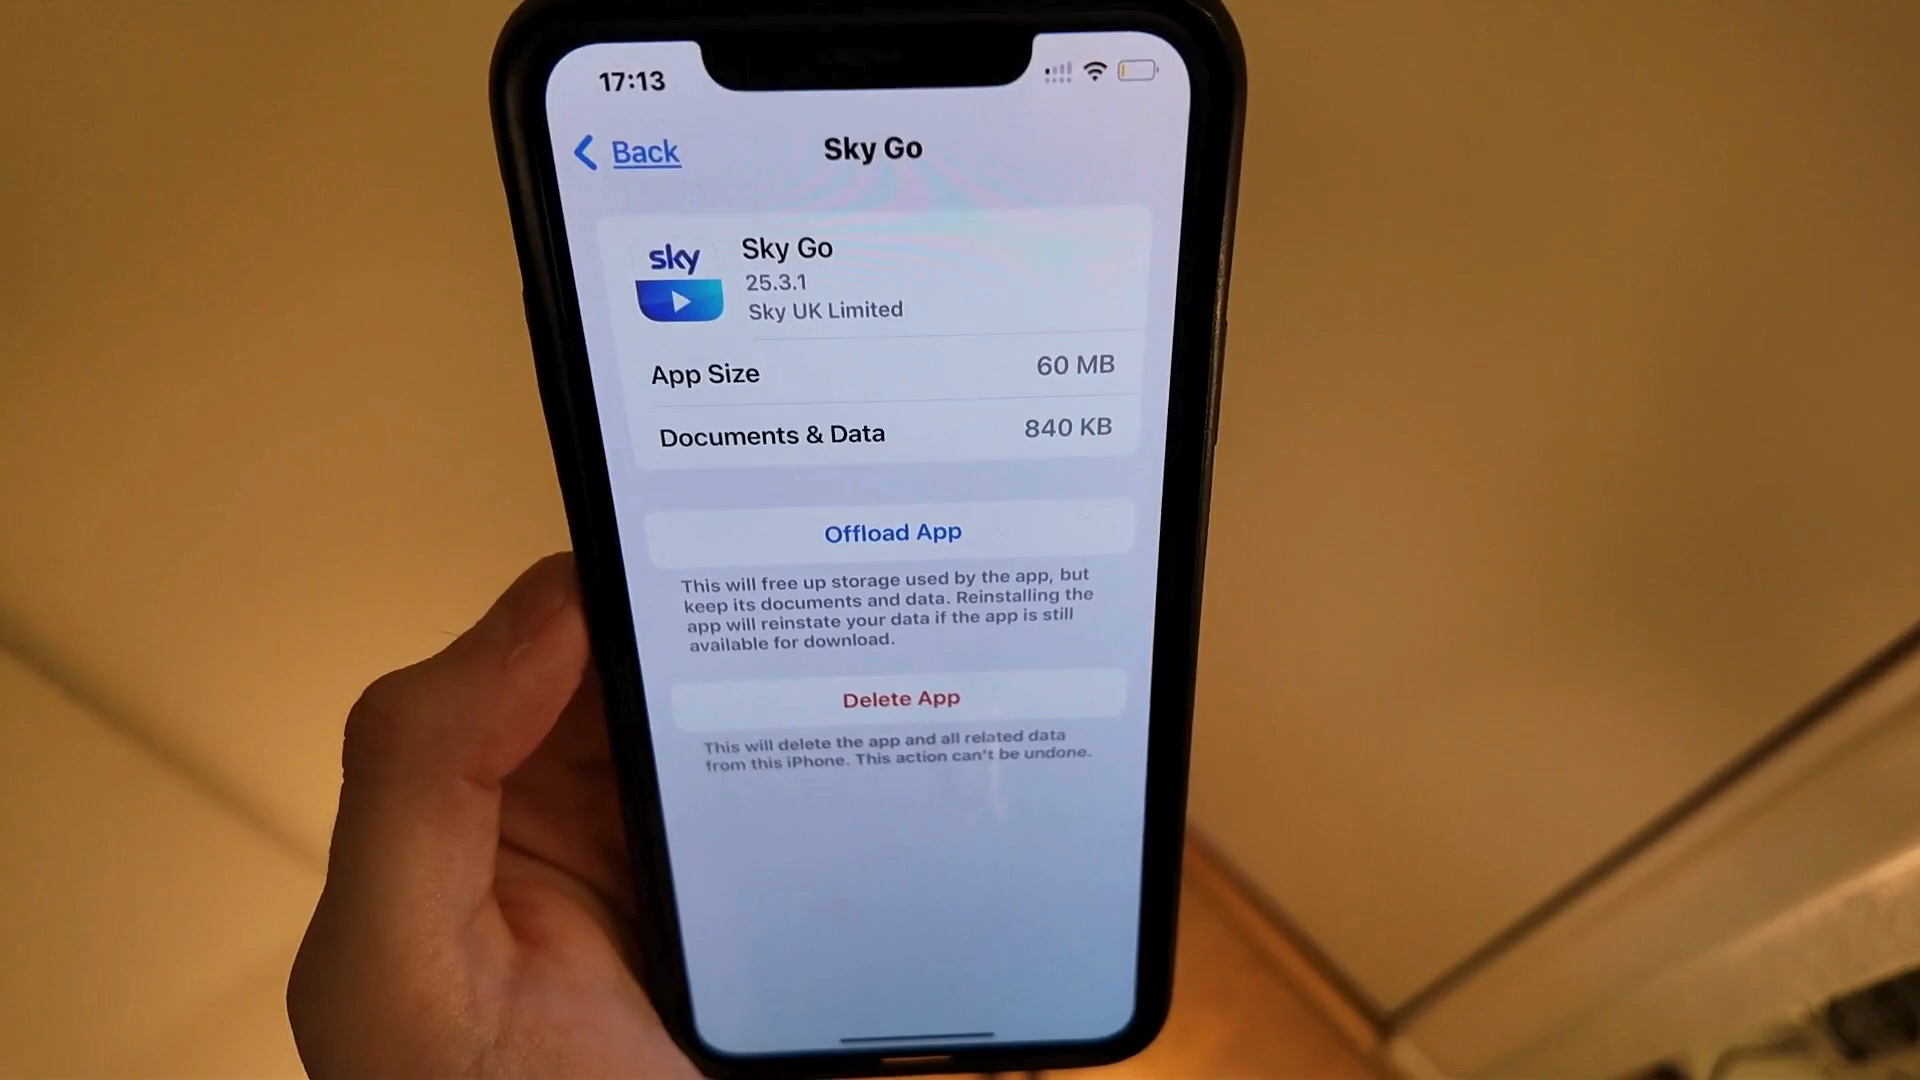 17:13
Back
Sky Go
sky
Sky Go
25.3.1
Sky UK Limited
App Size
60 MB
Documents & Data
840 KB
Offload App
This will free up storage used by the app, but
keep its documents and data. Reinstalling the
app will reinstate your data if the app is still
available for download.
Delete App
This will delete the app and all related data
from this iPhone. This action can't be undone.